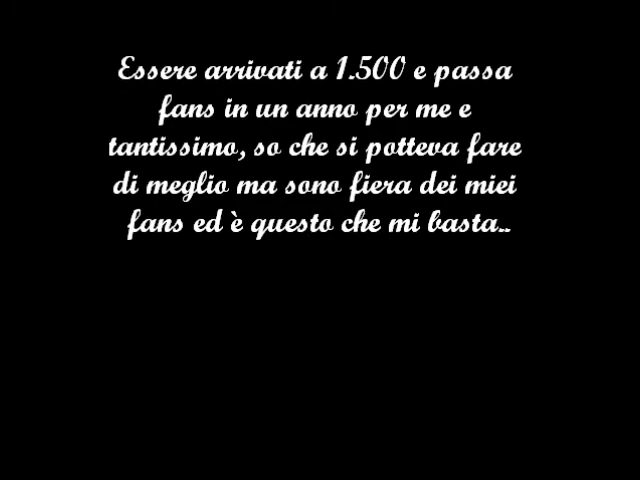 Essere arrivati a 1.500 e passa
fans in un anno per me e
tantissimo, so che si potteva fare
di meglio ma sono fiera dei miei
fans ed è questo che mi basta..